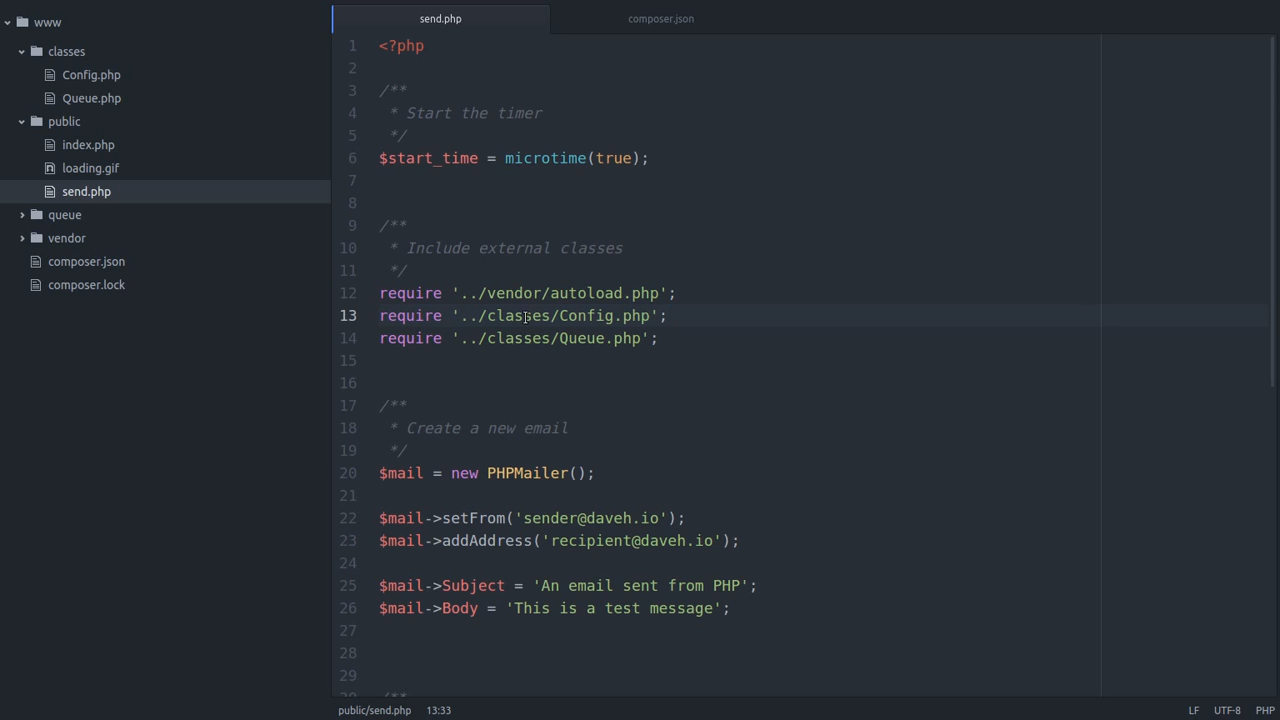 www
classes
Config.php
Queue.php
public
index.php
loading.gif
send.php
queue
vendor
composer.json
composer.lock
send.php composer.json
1 <?php
2
3 /**
4 * Start the timer
5 */
6 $start_time = microtime(true);
7
8
9 /**
10 * Include external classes
11 */
12 require '../vendor/autoload.php';
13 require '../classes/Config.php';
14 require '../classes/Queue.php';
15
16
17 /**
18 * Create a new email
19 */
20 $mail = new PHPMailer();
21
22 $mail->setFrom('sender@daveh.io');
23 $mail->addAddress('recipient@daveh.io');
24
25 $mail->Subject = 'An email sent from PHP';
26 $mail->Body = 'This is a test message';
27
28
29
public/send.php 13:33 LF UTF-8 PHP